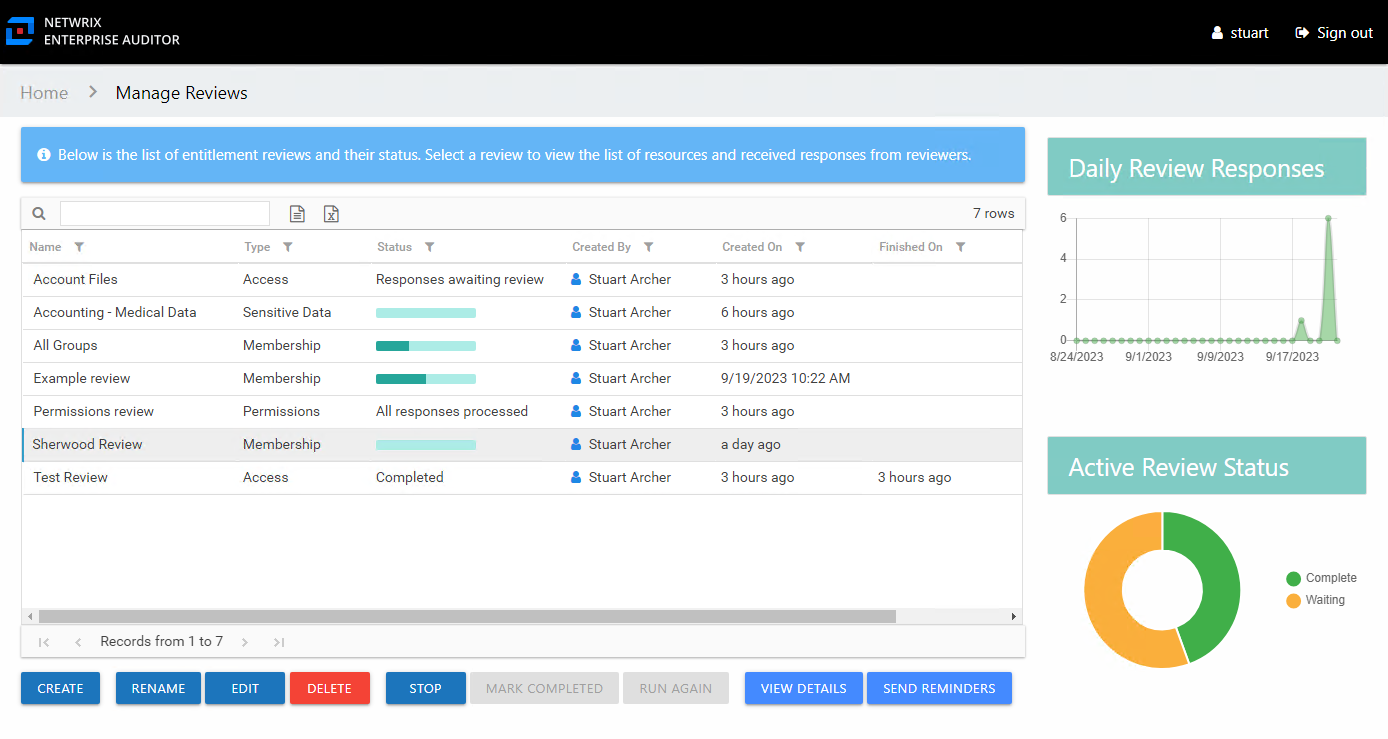 NETWRIX
ENTERPRISE AUDITOR
stuart Sign out
Home Manage Reviews
Below is the list of entitlement reviews and their status. Select a review to view the list of resources and received responses from reviewers.
7 rows
Name Type Status Created By Created On Finished On
Account Files Access Responses awaiting review Stuart Archer 3 hours ago
Accounting - Medical Data Sensitive Data Stuart Archer 6 hours ago
All Groups Membership Stuart Archer 3 hours ago
Example review Membership Stuart Archer 9/19/2023 10:22 AM
Permissions review Permissions All responses processed Stuart Archer 3 hours ago
Sherwood Review Membership Stuart Archer a day ago
Test Review Access Completed Stuart Archer 3 hours ago 3 hours ago
Records from 1 to 7
CREATE RENAME EDIT DELETE STOP MARK COMPLETED RUN AGAIN VIEW DETAILS SEND REMINDERS
Daily Review Responses
6
4
2
0
8/24/2023 9/1/2023 9/9/2023 9/17/2023
Active Review Status
Complete
Waiting